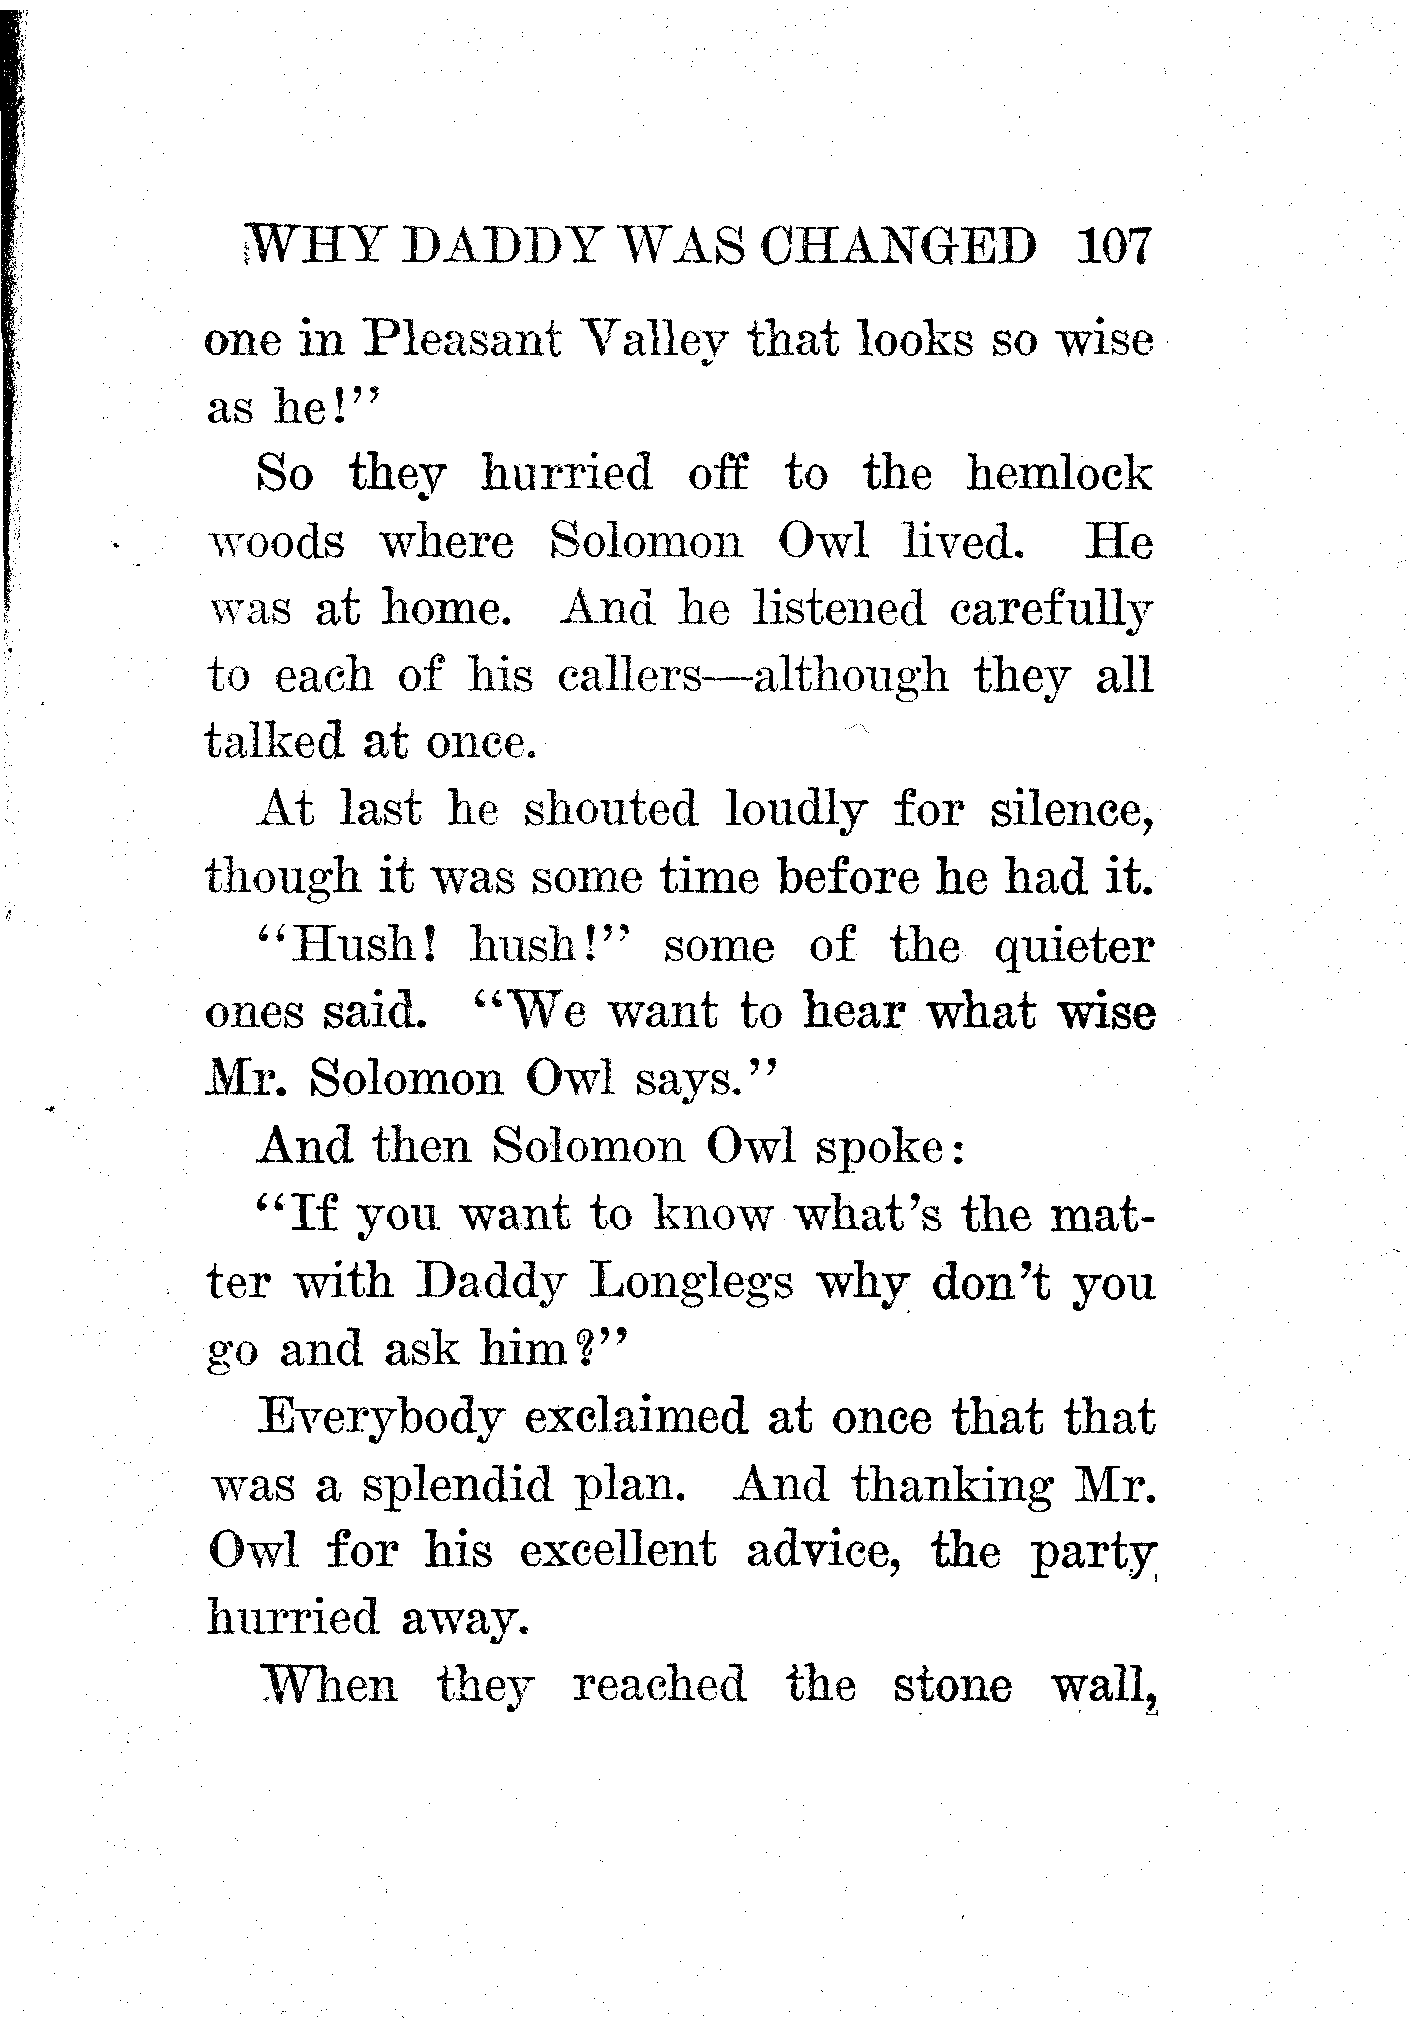 WHY DADDY WAS CHANGED 107
one in Pleasant Valley that looks so wise
as he!"
So they hurried off to the hemlock
woods where Solomon Owl lived. He
was at home. And he listened carefully
to each of his callers—although they all
talked at once.
At last he shouted loudly for silence,
though it was some time before he had it.
"Hush! hush!" some of the quieter
ones said. "We want to hear what wise
Mr. Solomon Owl says."
And then Solomon Owl spoke:
"If you want to know what's the mat-
ter with Daddy Longlegs why don't you
go and ask him?"
Everybody exclaimed at once that that
was a splendid plan. And thanking Mr.
Owl for his excellent advice, the party
hurried away.
When they reached the stone wall,